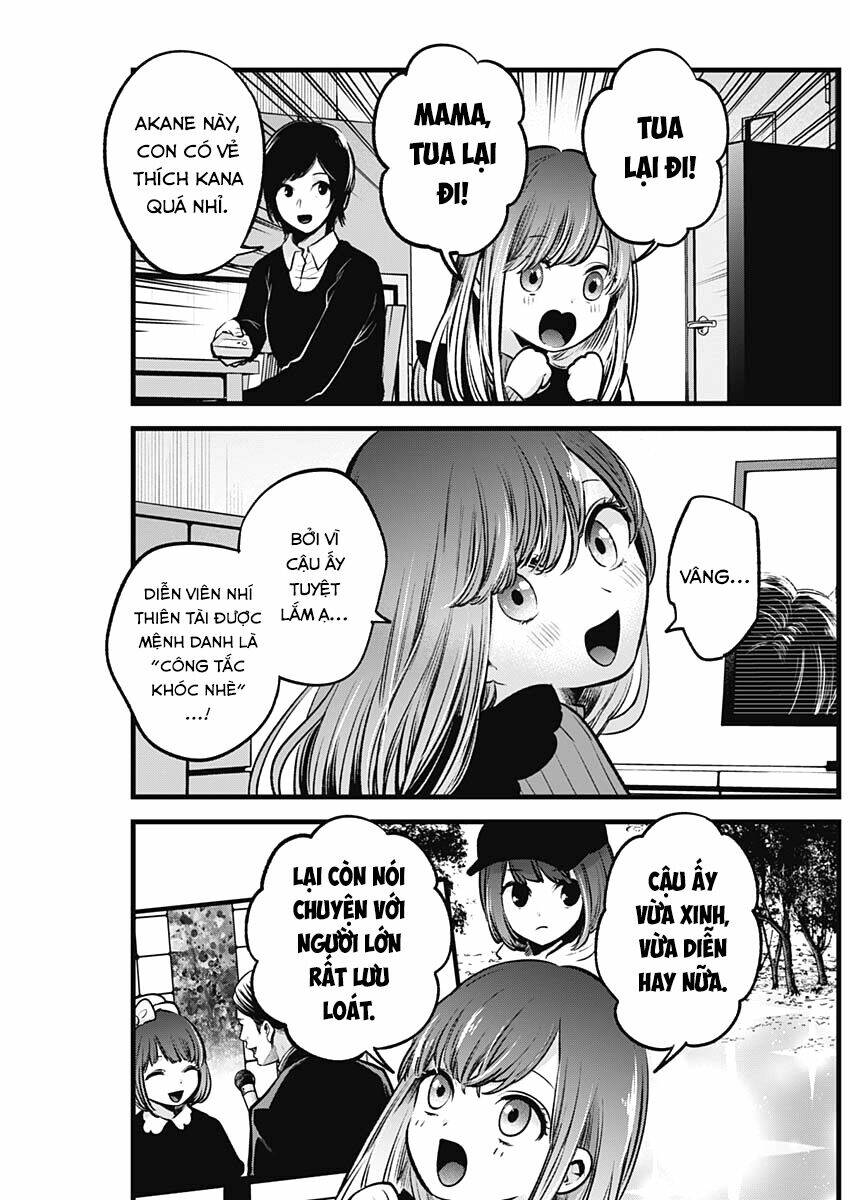 TUA
LẠI ĐI!
MAMA,
TUA LẠI
ĐI!
AKANE NÀY,
CON CÓ VẺ
THÍCH KANA
QUÁ NHỈ.
VÂNG...
BỞI VÌ
CẬU ẤY
TUYỆT
LẮM Ạ...
DIỄN VIÊN NHÍ
THIÊN TÀI ĐƯỢC
MỆNH DANH LÀ
"CÔNG TẮC
KHÓC NHÈ"
...!
CẬU ẤY
VỪA XINH,
VỪA DIỄN
HAY NỮA.
LẠI CÒN NÓI
CHUYỆN VỚI
NGƯỜI LỚN
RẤT LƯU
LOÁT.